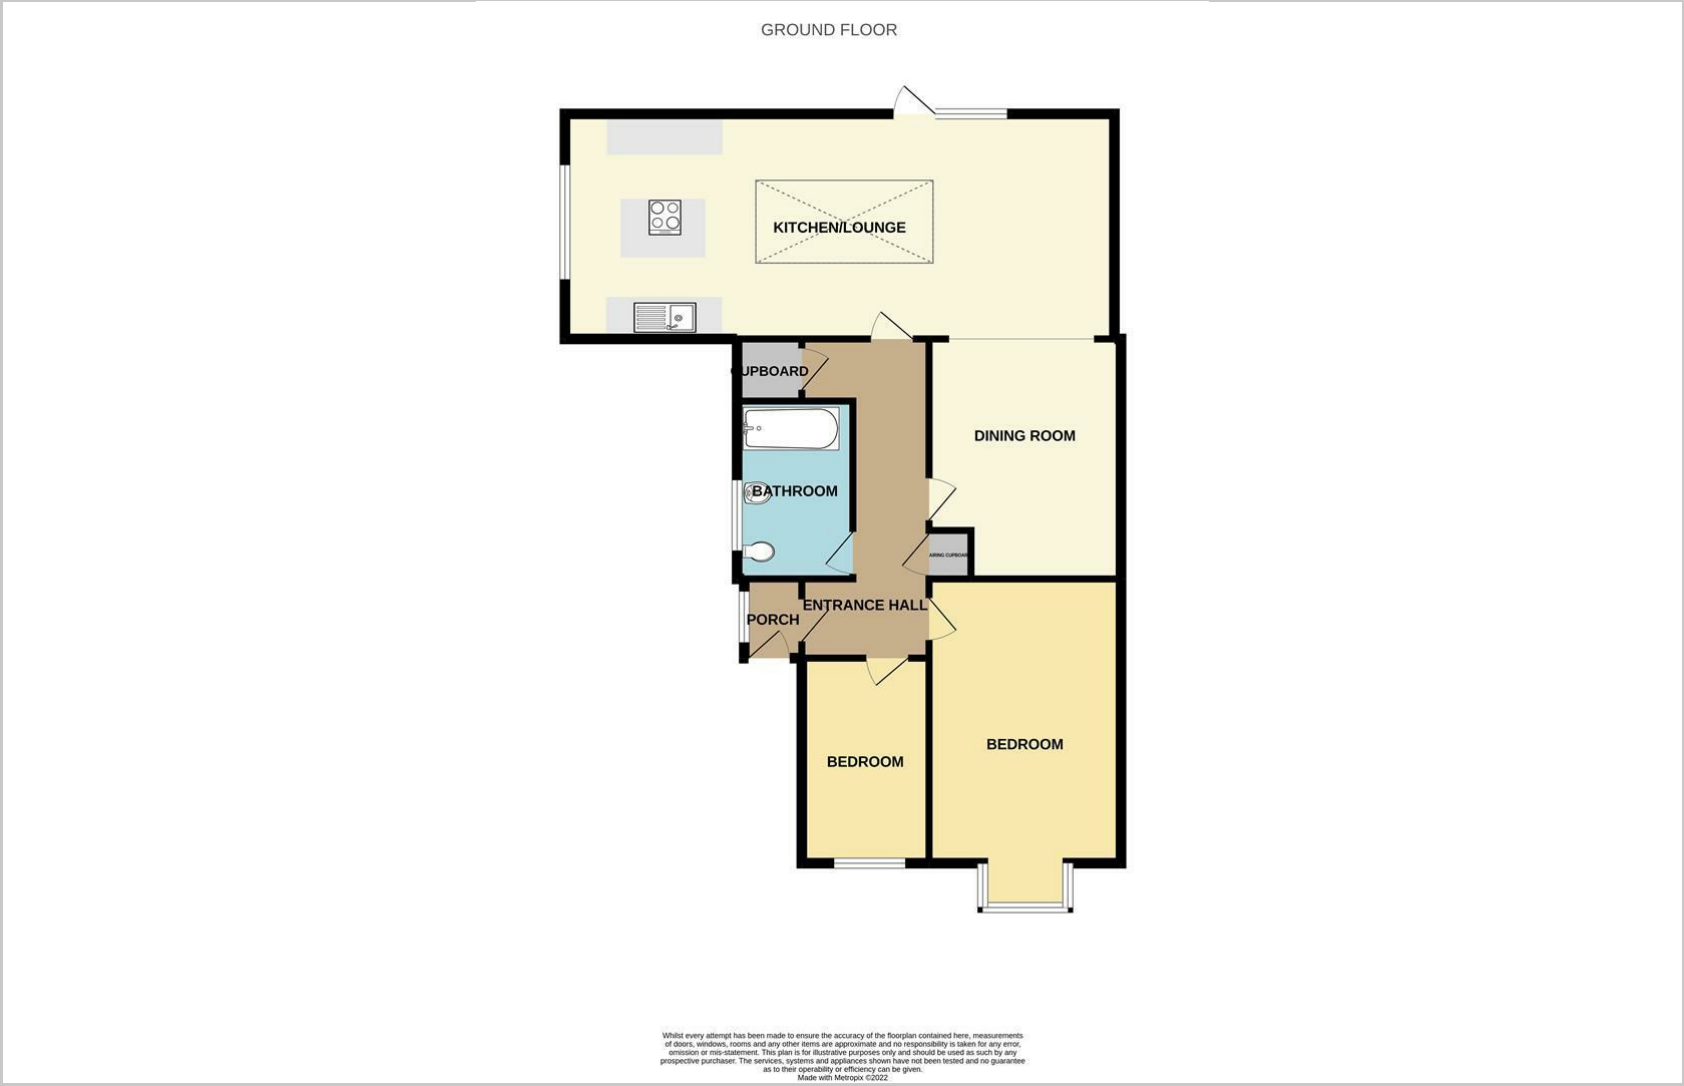 GROUND FLOOR
KITCHEN/LOUNGE
CUPBOARD
DINING ROOM
BATHROOM
AIRING CUPBOARD
ENTRANCE HALL
PORCH
BEDROOM
BEDROOM
Whilst every attempt has been made to ensure the accuracy of the floorplan contained here, measurements
of doors, windows, rooms and any other items are approximate and no responsibility is taken for any error,
omission or mis-statement. This plan is for illustrative purposes only and should be used as such by any
prospective purchaser. The services, systems and appliances shown have not been tested and no guarantee
as to their operability or efficiency can be given.
Made with Metropix ©2022